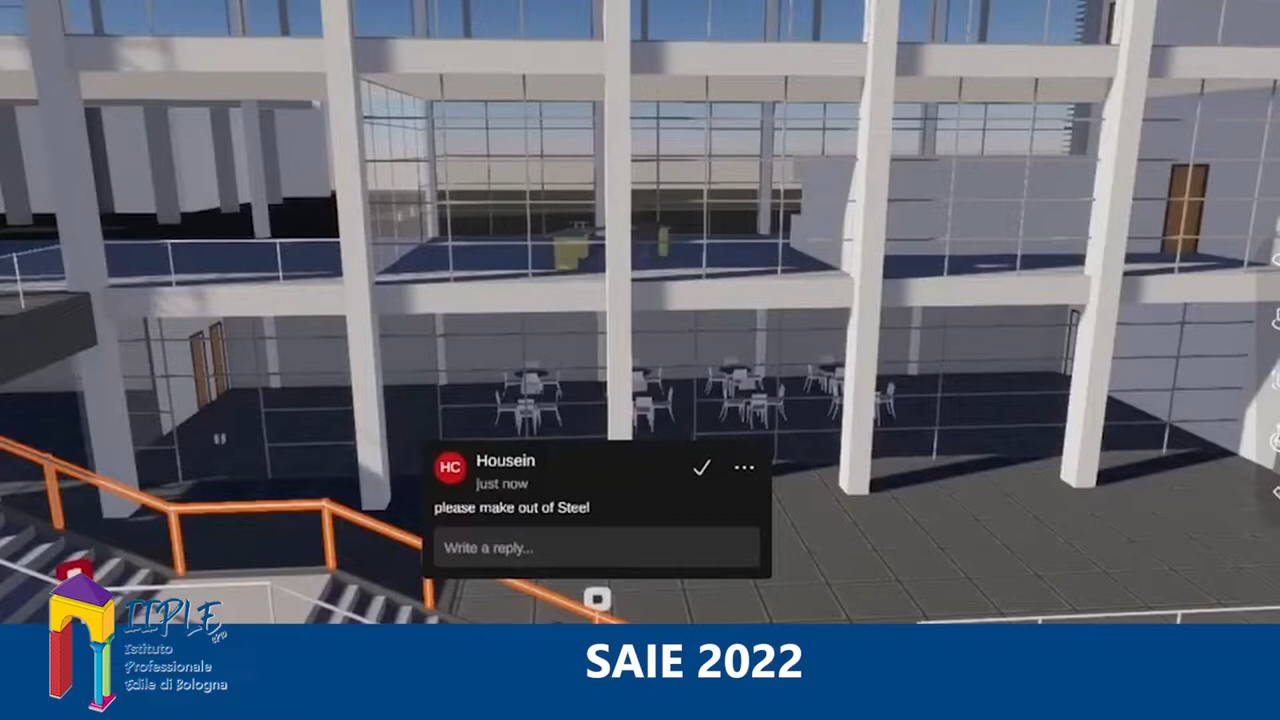 HC
Housein
just now
please make out of Steel
Write a reply...
IIPLE
Istituto
Professionale
Edile di Bologna
SAIE 2022